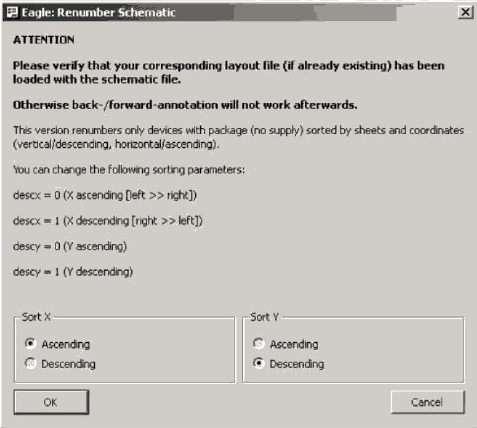 Eagle: Renumber Schematic
ATTENTION
Please verify that your corresponding layout file (if already existing) has been
loaded with the schematic file.
Otherwise back-/forward-annotation will not work afterwards.
This version renumbers only devices with package (no supply) sorted by sheets and coordinates
(vertical/descending, horizontal/ascending).
You can change the following sorting parameters:
descx = 0 (X ascending [left >> right])
descx = 1 (X descending [right >> left])
descy = 0 (Y ascending)
descy = 1 (Y descending)
Sort X
Ascending
Descending
Sort Y
Ascending
Descending
OK
Cancel